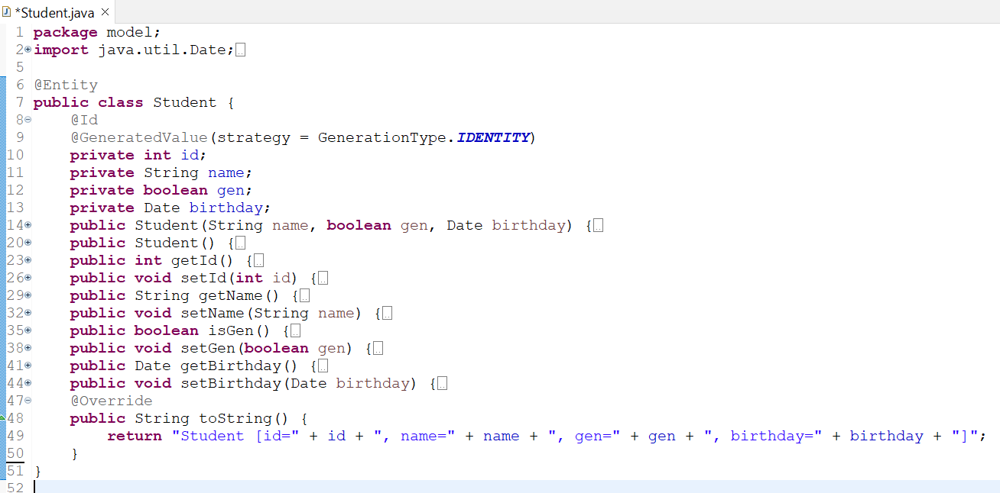 *Student.java
1 package model;
2 import java.util.Date;
5
6 @Entity
7 public class Student {
8 @Id
9 @GeneratedValue(strategy = GenerationType.IDENTITY)
10 private int id;
11 private String name;
12 private boolean gen;
13 private Date birthday;
14 public Student(String name, boolean gen, Date birthday) {
20 public Student() {
23 public int getId() {
26 public void setId(int id) {
29 public String getName() {
32 public void setName(String name) {
35 public boolean isGen() {
38 public void setGen(boolean gen) {
41 public Date getBirthday() {
44 public void setBirthday(Date birthday) {
47 @Override
48 public String toString() {
49 return "Student [id=" + id + ", name=" + name + ", gen=" + gen + ", birthday=" + birthday + "]";
50 }
51 }
52